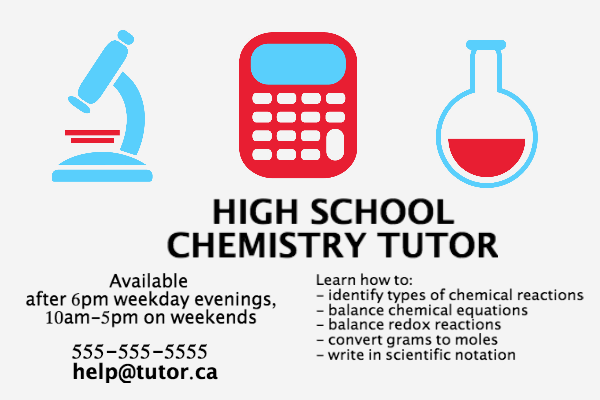 HIGH SCHOOL
CHEMISTRY TUTOR
Available
after 6pm weekday evenings,
10am-5pm on weekends
555-555-5555
help@tutor.ca
Learn how to:
- identify types of chemical reactions
- balance chemical equations
- balance redox reactions
- convert grams to moles
- write in scientific notation